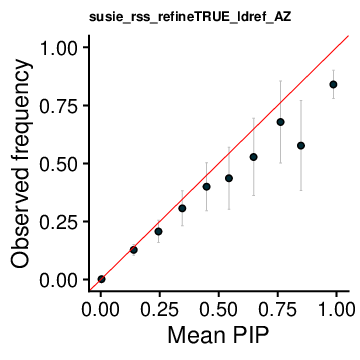 susie_rss_refineTRUE_ldref_AZ
1.00
0.75
0.50
0.25
0.00
Observed frequency
0.00 0.25 0.50 0.75 1.00
Mean PIP